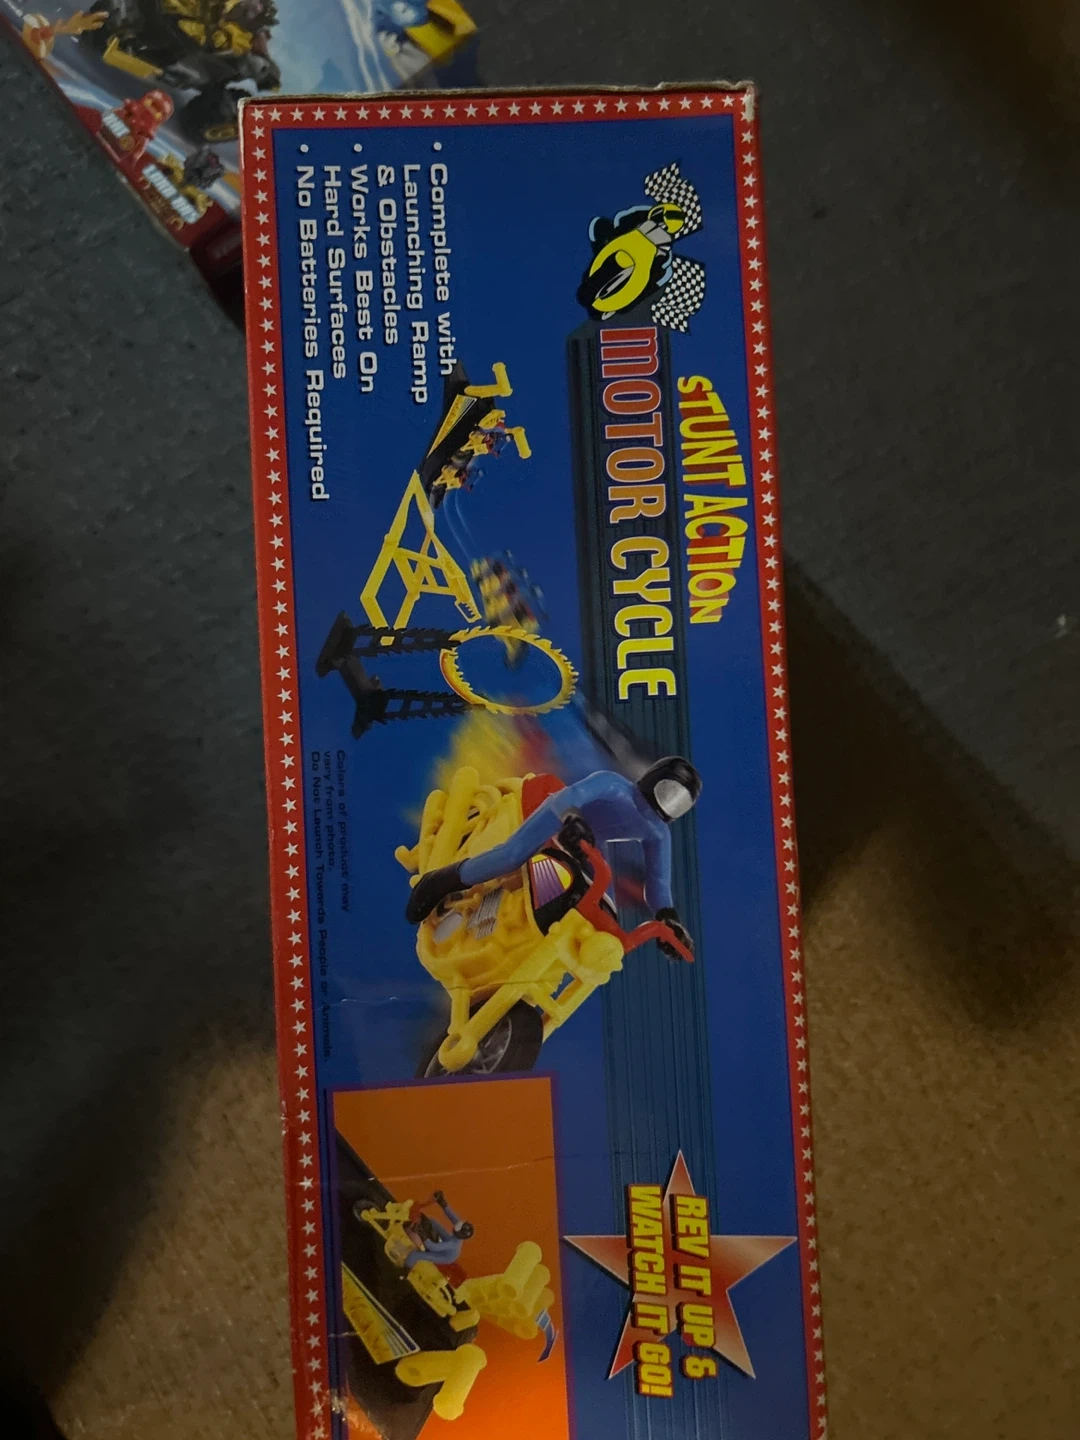 STUNT ACTION
MOTOR CYCLE
• Complete with
Launching Ramp
& Obstacles
• Works Best On
Hard Surfaces
• No Batteries Required
Colors of product may
vary from photo.
Do Not Launch Towards People or Animals.
REV IT UP &
WATCH IT GO!